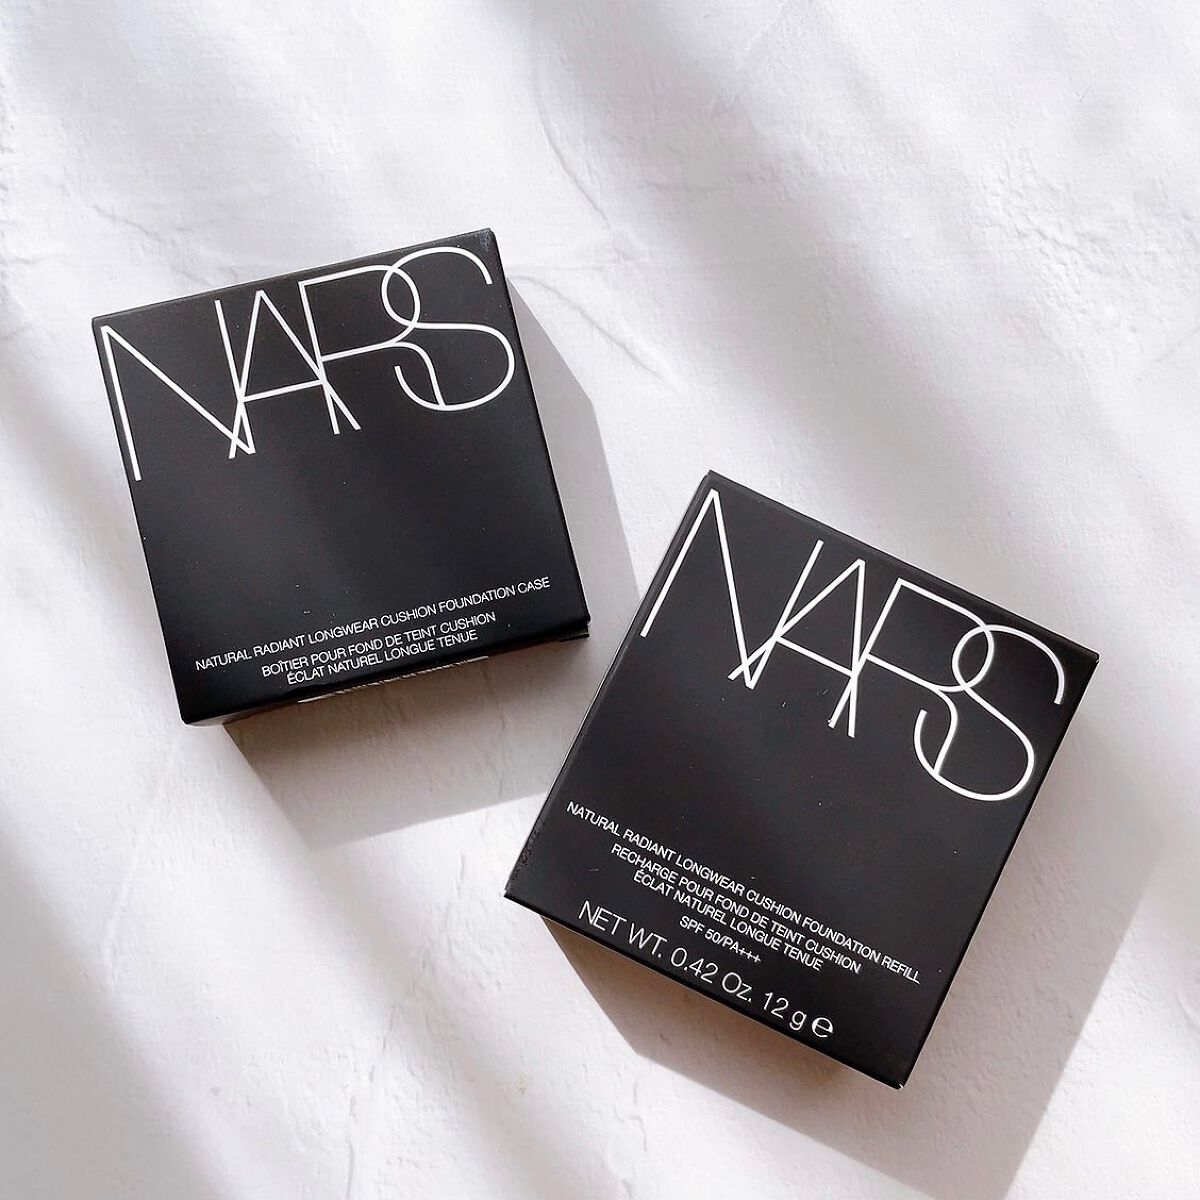 NARS
NATURAL RADIANT LONGWEAR CUSHION FOUNDATION CASE
BOÎTIER POUR FOND DE TEINT CUSHION
ÉCLAT NATUREL LONGUE TENUE
NARS
NATURAL RADIANT LONGWEAR CUSHION FOUNDATION REFILL
RECHARGE POUR FOND DE TEINT CUSHION
ÉCLAT NATUREL LONGUE TENUE
SPF 50/PA+++
NET WT. 0.42 Oz. 12 g ℮